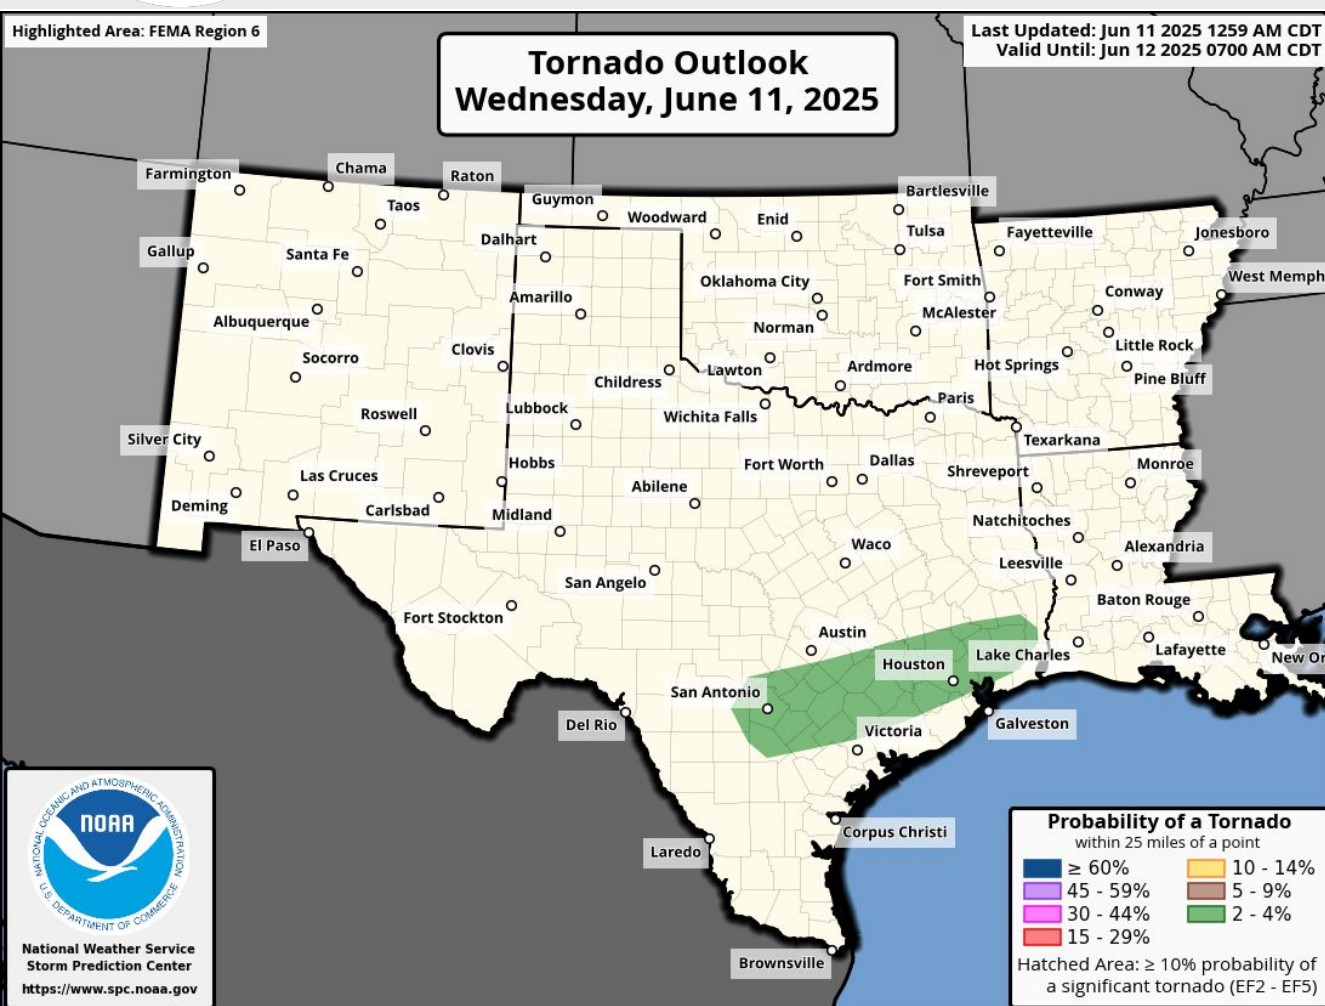 Highlighted Area: FEMA Region 6
Last Updated: Jun 11 2025 1259 AM CDT
Valid Until: Jun 12 2025 0700 AM CDT
Tornado Outlook
Wednesday, June 11, 2025
Farmington
Chama
Raton
Taos
Guymon
Woodward
Enid
Bartlesville
Tulsa
Fayetteville
Jonesboro
Gallup
Santa Fe
Dalhart
Oklahoma City
Fort Smith
West Memph
Amarillo
Conway
Albuquerque
Norman
McAlester
Little Rock
Socorro
Clovis
Childress
Lawton
Ardmore
Hot Springs
Pine Bluff
Roswell
Lubbock
Wichita Falls
Paris
Silver City
Texarkana
Las Cruces
Hobbs
Fort Worth
Dallas
Shreveport
Monroe
Deming
Carlsbad
Midland
Abilene
Natchitoches
El Paso
Waco
Alexandria
San Angelo
Leesville
Fort Stockton
Baton Rouge
Austin
Houston
Lake Charles
Lafayette
New Or
San Antonio
Del Rio
Victoria
Galveston
Corpus Christi
Laredo
Brownsville
NATIONAL OCEANIC AND ATMOSPHERIC ADMINISTRATION
NOAA
U.S. DEPARTMENT OF COMMERCE
National Weather Service
Storm Prediction Center
https://www.spc.noaa.gov
Probability of a Tornado
within 25 miles of a point
≥ 60%
45 - 59%
30 - 44%
15 - 29%
10 - 14%
5 - 9%
2 - 4%
Hatched Area: ≥ 10% probability of
a significant tornado (EF2 - EF5)